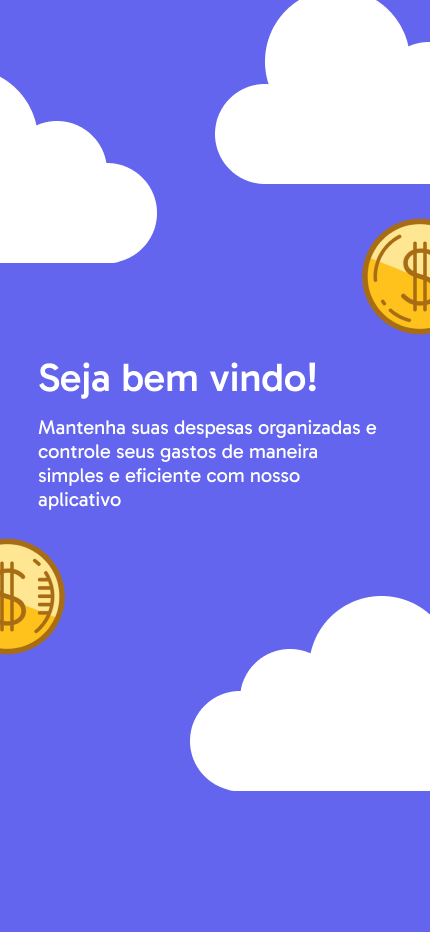 Seja bem vindo!
Mantenha suas despesas organizadas e
controle seus gastos de maneira
simples e eficiente com nosso
aplicativo
$
$